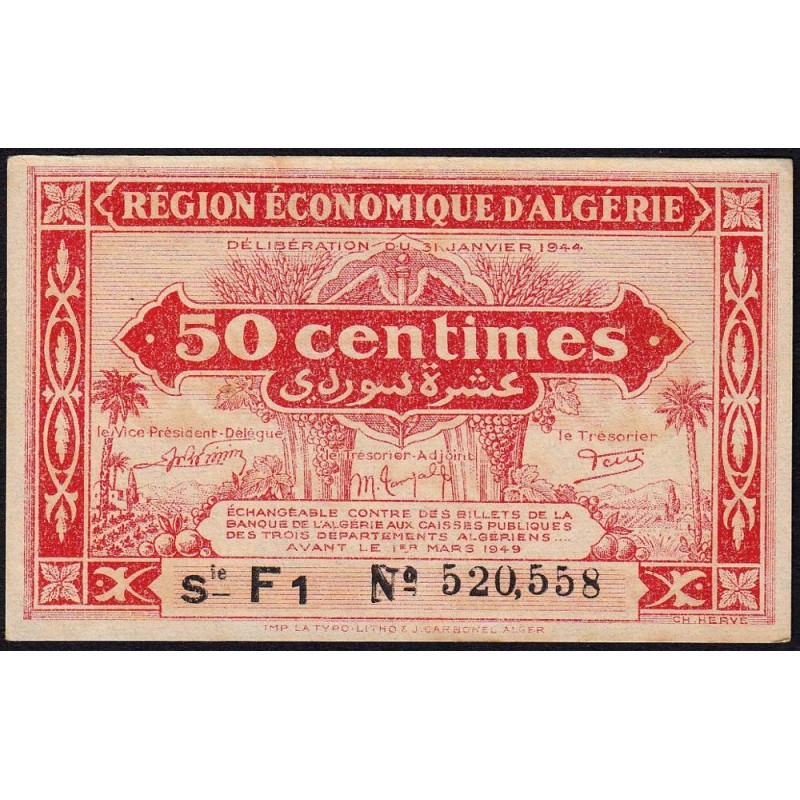 RÉGION ÉCONOMIQUE D'ALGÉRIE
DÉLIBÉRATION DU 31 JANVIER 1944
50 centimes
عشرة سوردي
le Vice-Président-Délégué
le Trésorier-Adjoint
le Trésorier
ÉCHANGEABLE CONTRE DES BILLETS DE LA
BANQUE DE L'ALGÉRIE AUX CAISSES PUBLIQUES
DES TROIS DÉPARTEMENTS ALGÉRIENS....
AVANT LE 1ER MARS 1949
Sie F1 No 520,558
IMP. LA TYPO-LITHO & J. CARBONEL ALGER
CH. HERVÉ